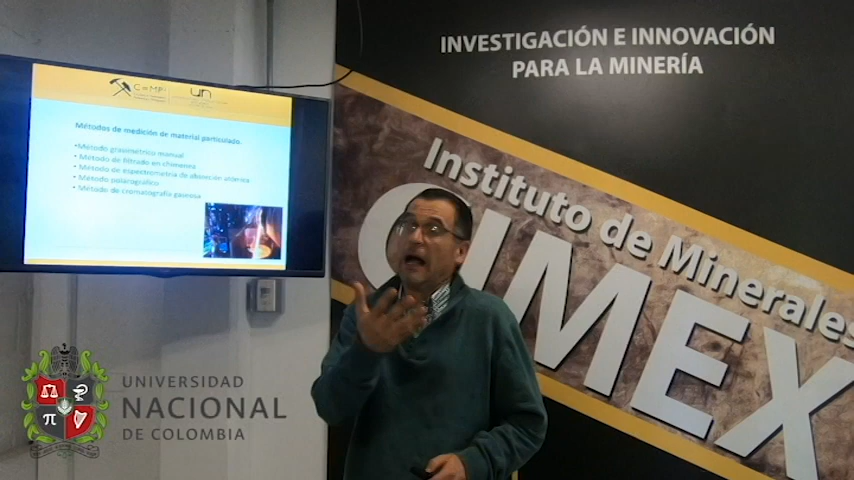 INVESTIGACIÓN E INNOVACIÓN
PARA LA MINERÍA
Instituto de Minerales
CIMEX
UN
Métodos de medición de material particulado.
•Método gravimétrico manual
•Método de filtrado en chimenea
•Método de espectrometría de absorción atómica
•Método polarográfico
•Método de cromatografía gaseosa
UNIVERSIDAD
NACIONAL
DE COLOMBIA
π